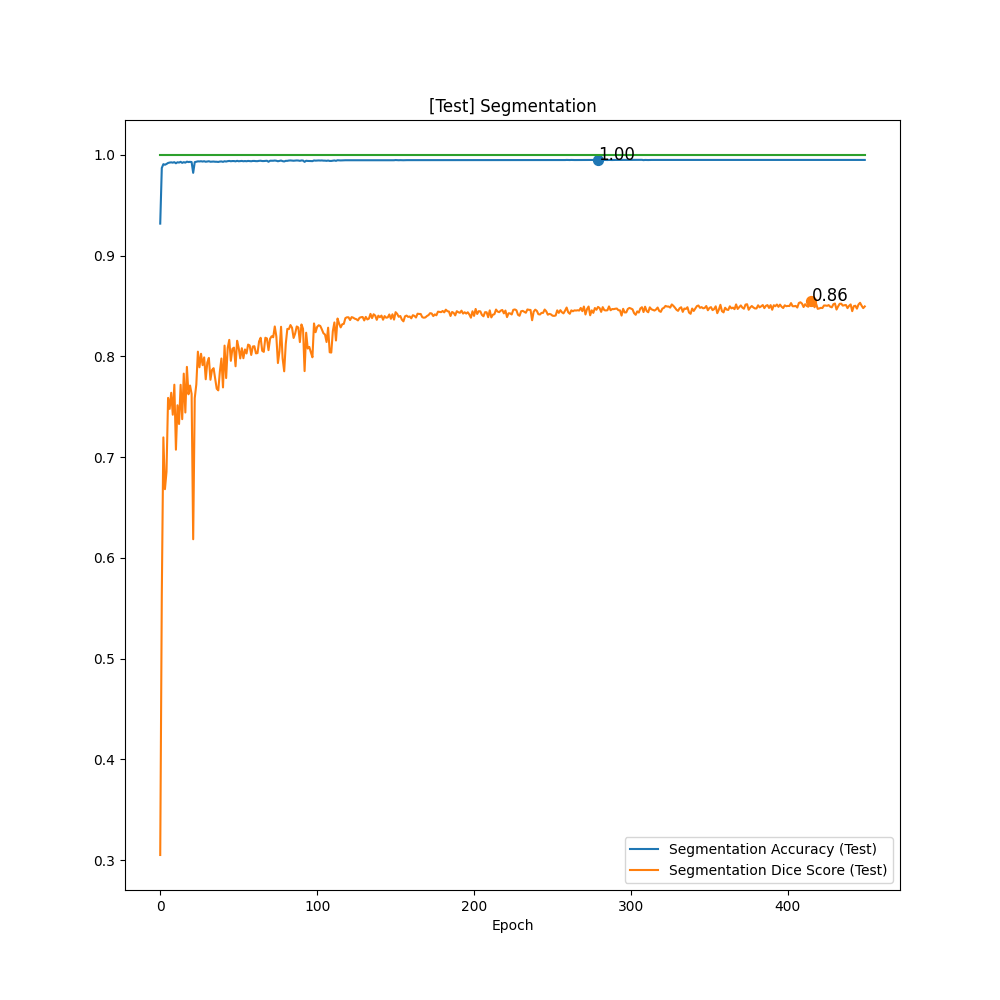 [Test] Segmentation
1.0
1.00
0.9
0.86
0.8
0.7
0.6
0.5
0.4
0.3
Segmentation Accuracy (Test)
Segmentation Dice Score (Test)
0 100 200 300 400
Epoch